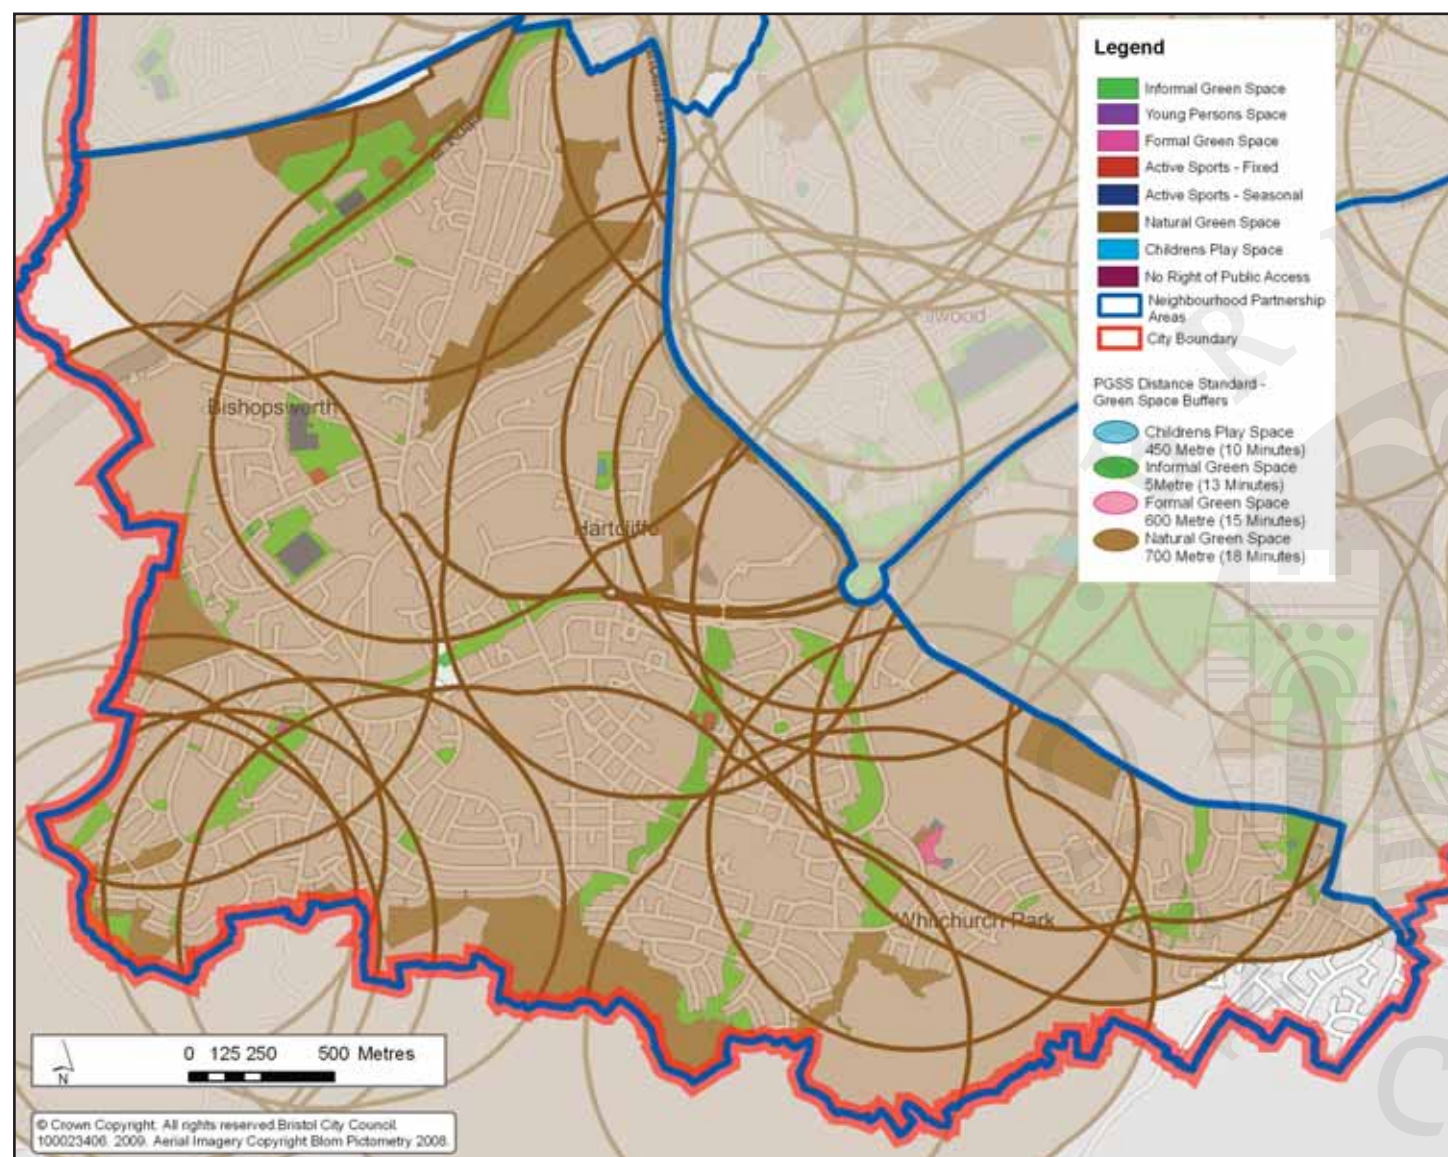 Legend
Informal Green Space
Young Persons Space
Formal Green Space
Active Sports - Fixed
Active Sports - Seasonal
Natural Green Space
Childrens Play Space
No Right of Public Access
Neighbourhood Partnership
Areas
City Boundary
PGSS Distance Standard -
Green Space Buffers
Childrens Play Space
450 Metre (10 Minutes)
Informal Green Space
5Metre (13 Minutes)
Formal Green Space
600 Metre (15 Minutes)
Natural Green Space
700 Metre (18 Minutes)
Bishopsworth
Hartcliffe
Whitchurch Park
0 125 250 500 Metres
N
© Crown Copyright. All rights reserved.Bristol City Council.
100023406. 2009. Aerial Imagery Copyright Blom Pictometry 2008.